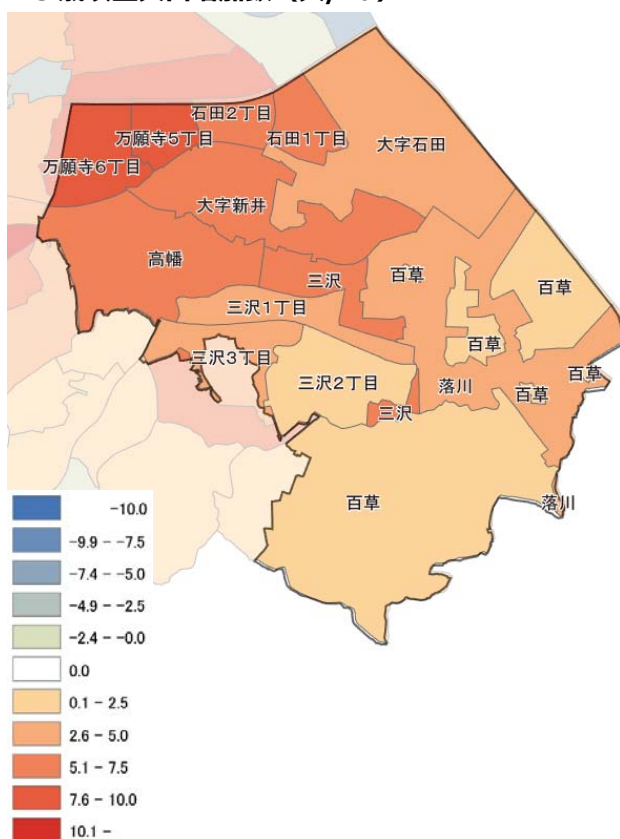 石田2丁目
石田1丁目
万願寺5丁目
大字石田
万願寺6丁目
大字新井
高幡
三沢
百草
百草
三沢1丁目
百草
三沢3丁目
三沢2丁目
落川
百草
百草
三沢
百草
落川
-10.0
-9.9 - -7.5
-7.4 - -5.0
-4.9 - -2.5
-2.4 - -0.0
0.0
0.1 - 2.5
2.6 - 5.0
5.1 - 7.5
7.6 - 10.0
10.1 -